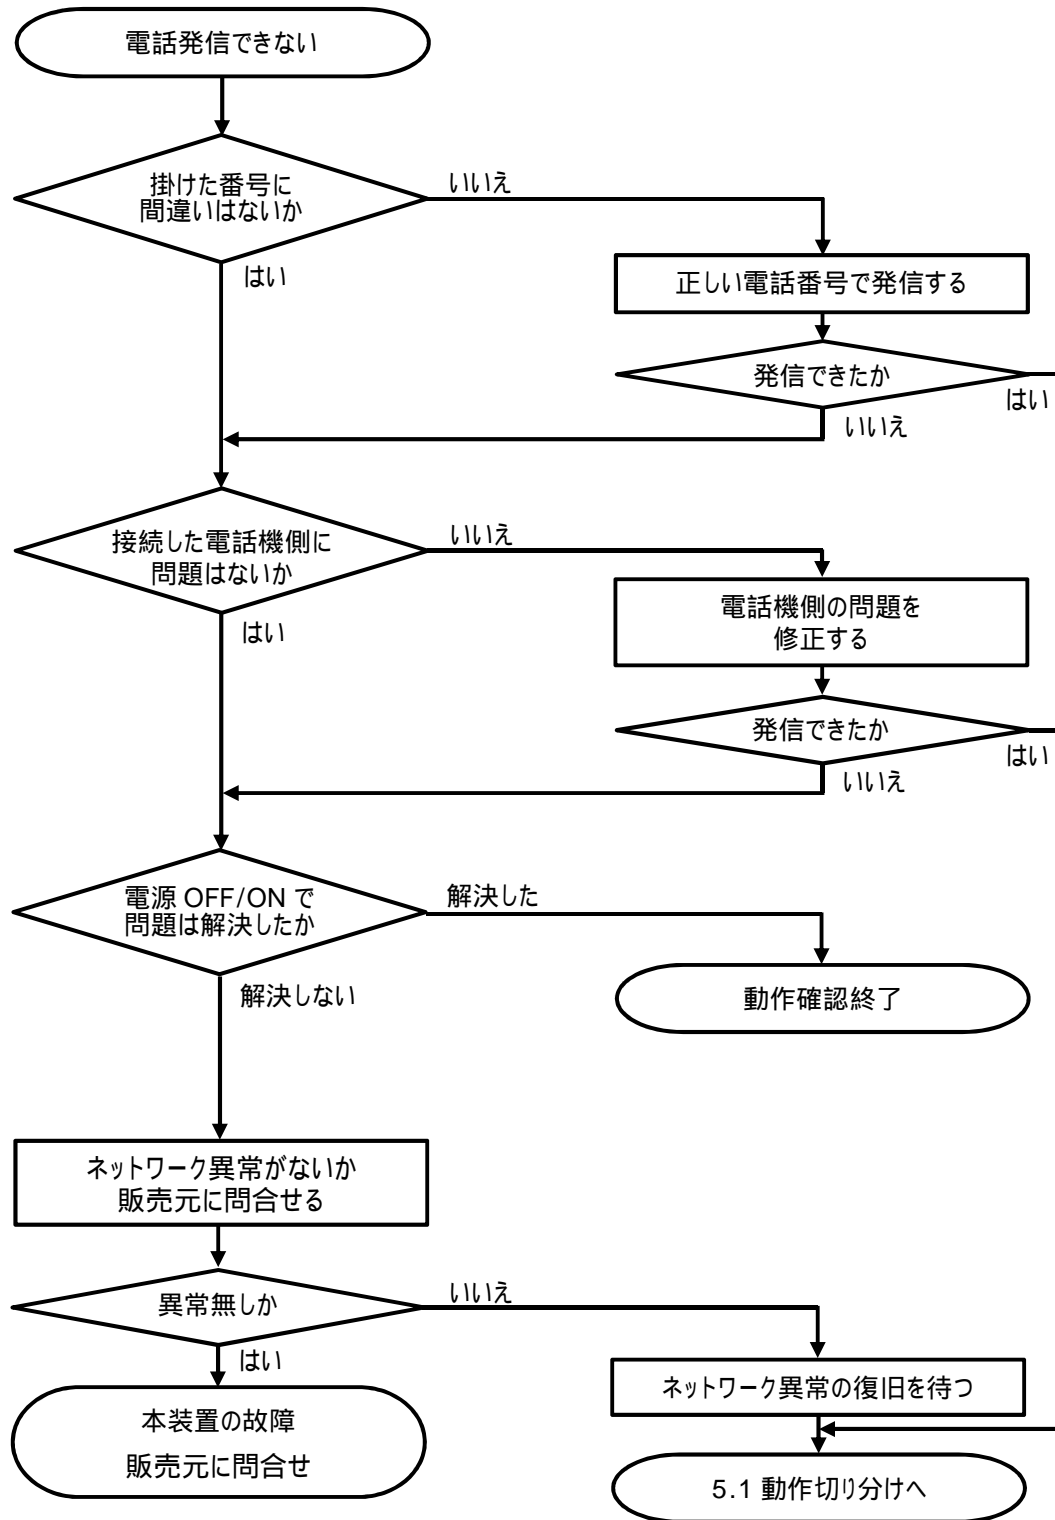 電話発信できない
掛けた番号に
間違いはないか
いいえ
はい
正しい電話番号で発信する
発信できたか
はい
いいえ
接続した電話機側に
問題はないか
いいえ
はい
電話機側の問題を
修正する
発信できたか
はい
いいえ
電源 OFF/ON で
問題は解決したか
解決した
解決しない
動作確認終了
ネットワーク異常がないか
販売元に問合せる
異常無しか
いいえ
はい
ネットワーク異常の復旧を待つ
本装置の故障
販売元に問合せ
5.1 動作切り分けへ